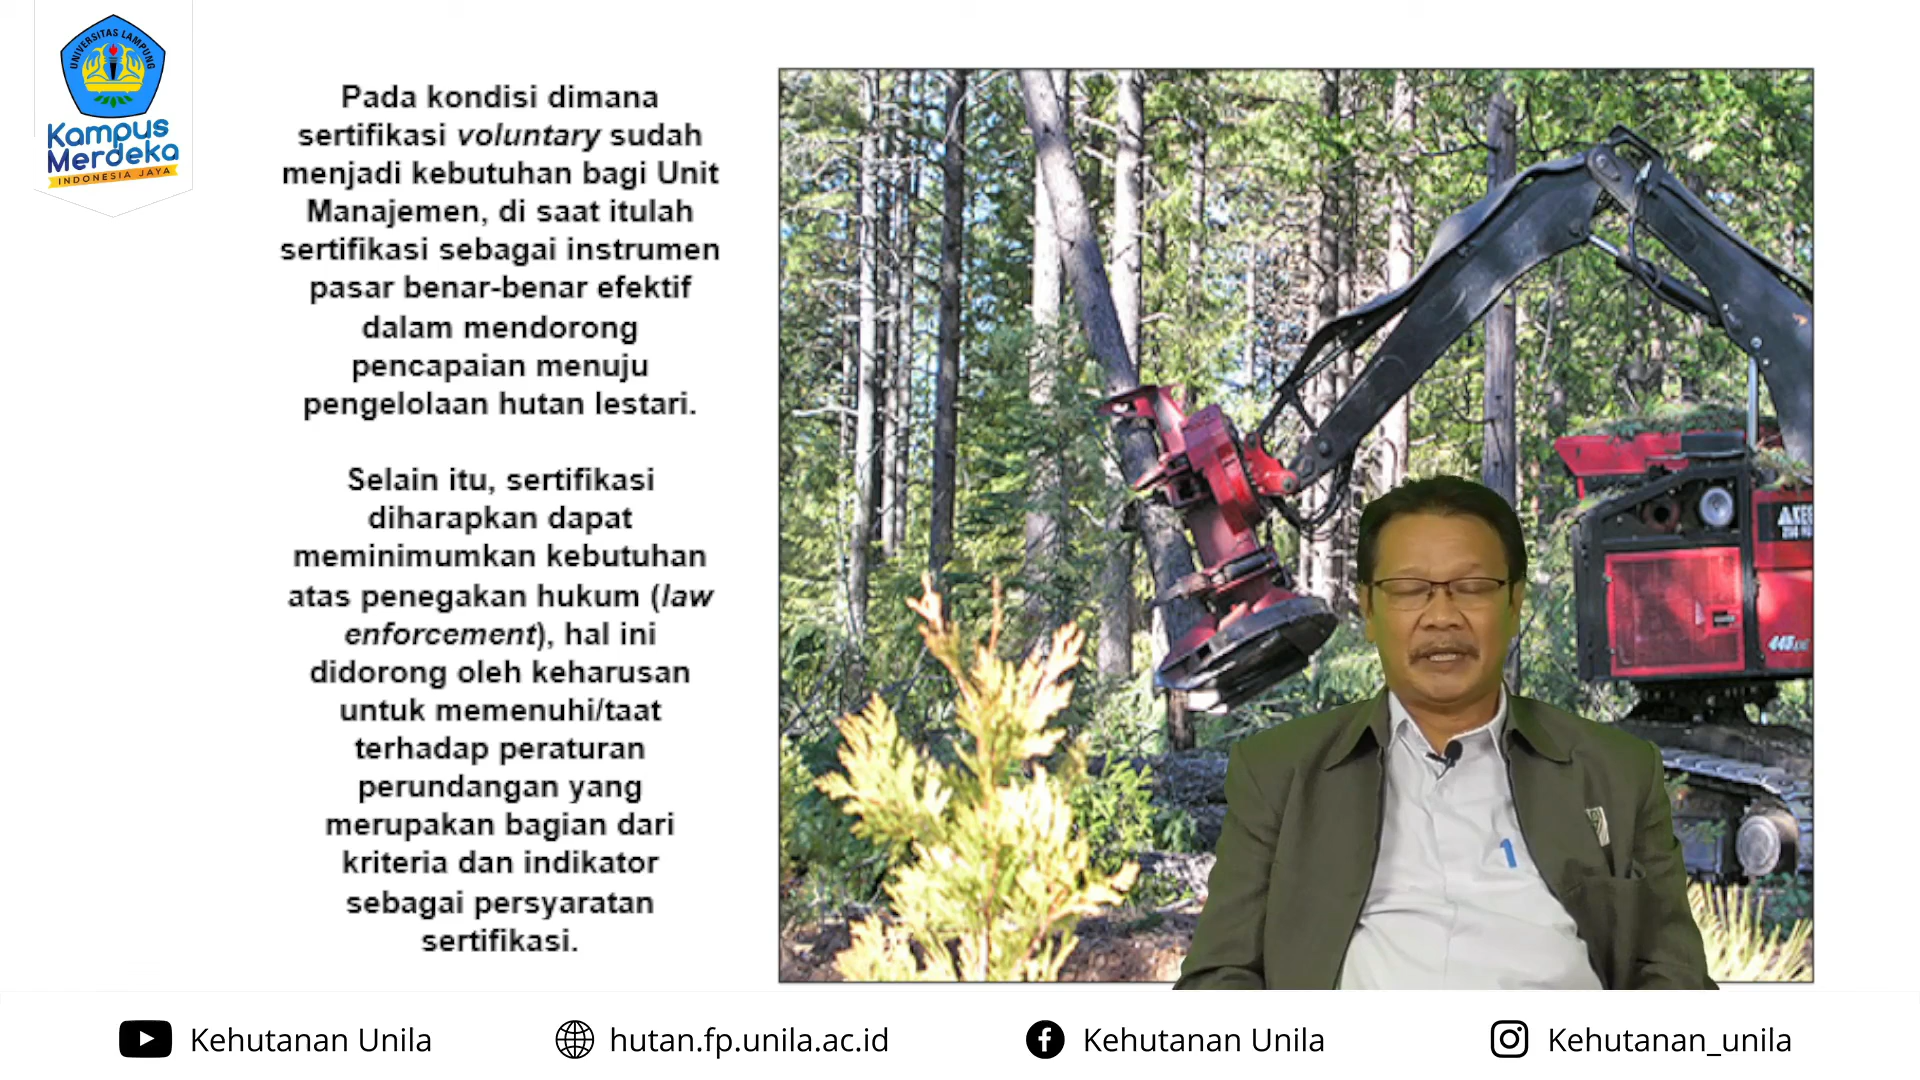 UNIVERSITAS LAMPUNG
Kampus
Merdeka
INDONESIA JAYA
Pada kondisi dimana
sertifikasi voluntary sudah
menjadi kebutuhan bagi Unit
Manajemen, di saat itulah
sertifikasi sebagai instrumen
pasar benar-benar efektif
dalam mendorong
pencapaian menuju
pengelolaan hutan lestari.
Selain itu, sertifikasi
diharapkan dapat
meminimumkan kebutuhan
atas penegakan hukum (law
enforcement), hal ini
didorong oleh keharusan
untuk memenuhi/taat
terhadap peraturan
perundangan yang
merupakan bagian dari
kriteria dan indikator
sebagai persyaratan
sertifikasi.
Kehutanan Unila
hutan.fp.unila.ac.id
Kehutanan Unila
Kehutanan_unila